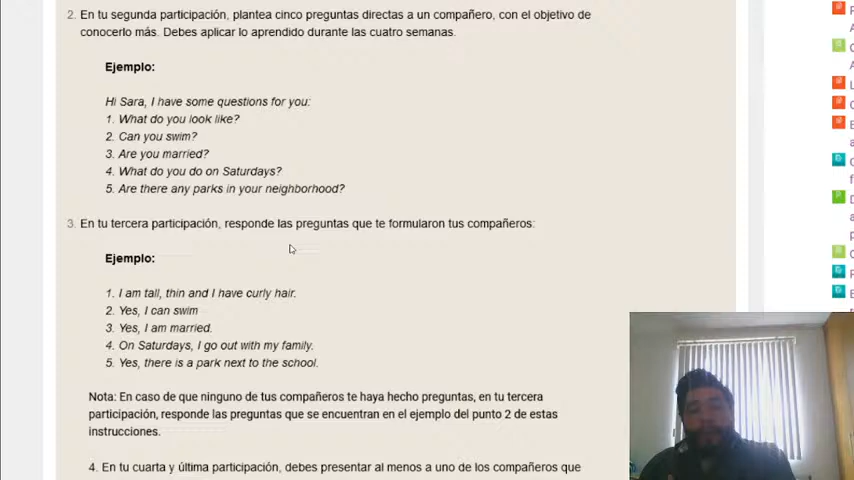 2. En tu segunda participación, plantea cinco preguntas directas a un compañero, con el objetivo de
conocerlo más. Debes aplicar lo aprendido durante las cuatro semanas.
Ejemplo:
Hi Sara, I have some questions for you:
1. What do you look like?
2. Can you swim?
3. Are you married?
4. What do you do on Saturdays?
5. Are there any parks in your neighborhood?
3. En tu tercera participación, responde las preguntas que te formularon tus compañeros:
Ejemplo:
1. I am tall, thin and I have curly hair.
2. Yes, I can swim
3. Yes, I am married.
4. On Saturdays, I go out with my family.
5. Yes, there is a park next to the school.
Nota: En caso de que ninguno de tus compañeros te haya hecho preguntas, en tu tercera
participación, responde las preguntas que se encuentran en el ejemplo del punto 2 de estas
instrucciones.
4. En tu cuarta y última participación, debes presentar al menos a uno de los compañeros que